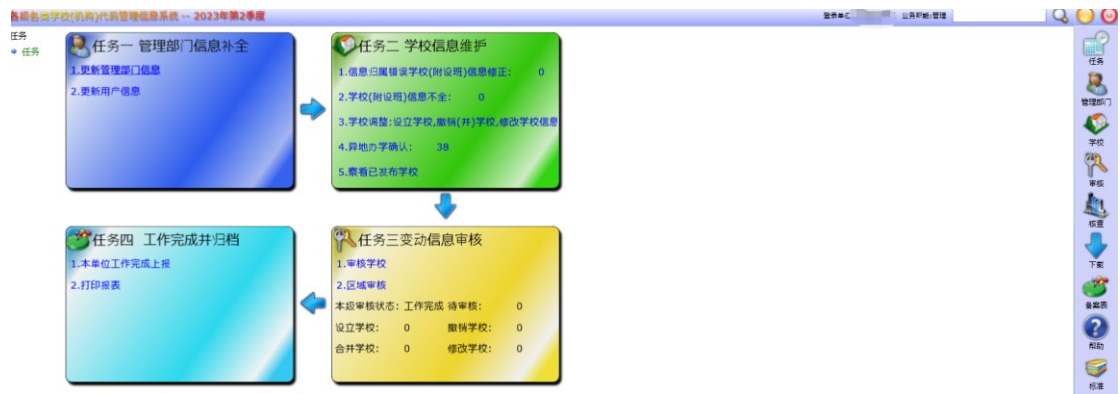 各级各类学校(机构)代码管理信息系统 -- 2023年第2季度
登录单位
业务职能:管理
任务
任务
任务一 管理部门信息补全
1.更新管理部门信息
2.更新用户信息
任务二 学校信息维护
1.信息归属错误学校(附设班)信息修正: 0
2.学校(附设班)信息不全: 0
3.学校调整:设立学校,撤销(并)学校,修改学校信息
4.异地办学确认: 38
5.察看已发布学校
任务四 工作完成并归档
1.本单位工作完成上报
2.打印报表
任务三变动信息审核
1.审核学校
2.区域审核
本级审核状态: 工作完成 待审核: 0
设立学校: 0 撤销学校: 0
合并学校: 0 修改学校: 0
任务
管理部门
学校
审核
核查
下载
备案表
帮助
标准